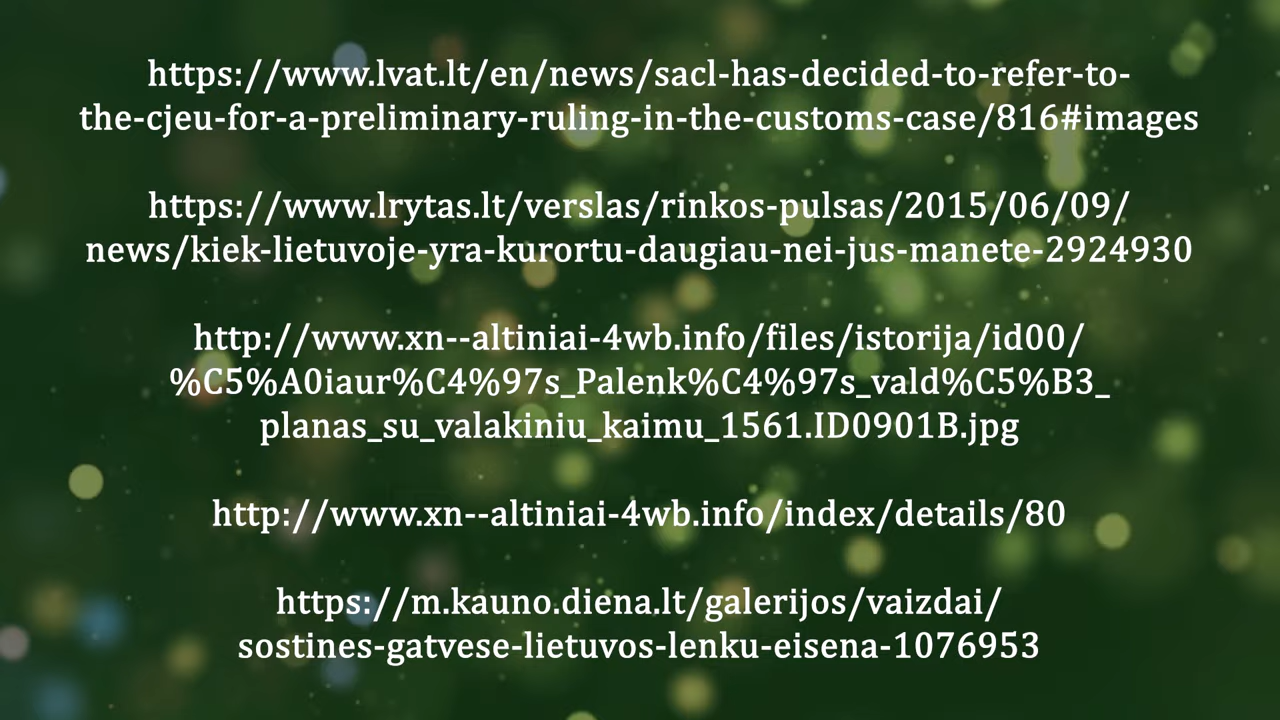 https://www.lvat.lt/en/news/sacl-has-decided-to-refer-to-
the-cjeu-for-a-preliminary-ruling-in-the-customs-case/816#images
https://www.lrytas.lt/verslas/rinkos-pulsas/2015/06/09/
news/kiek-lietuvoje-yra-kurortu-daugiau-nei-jus-manete-2924930
http://www.xn--altiniai-4wb.info/files/istorija/id00/
%C5%A0iaur%C4%97s_Palenk%C4%97s_vald%C5%B3_
planas_su_valakiniu_kaimu_1561.ID0901B.jpg
http://www.xn--altiniai-4wb.info/index/details/80
https://m.kauno.diena.lt/galerijos/vaizdai/
sostines-gatvese-lietuvos-lenku-eisena-1076953